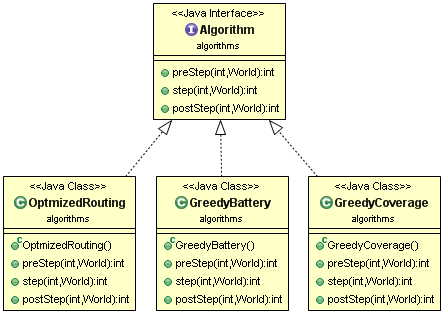 <<Java Interface>>
Algorithm
algorithms
preStep(int,World):int
step(int,World):int
postStep(int,World):int
<<Java Class>>
OptmizedRouting
algorithms
OptmizedRouting()
preStep(int,World):int
step(int,World):int
postStep(int,World):int
<<Java Class>>
GreedyBattery
algorithms
GreedyBattery()
preStep(int,World):int
step(int,World):int
postStep(int,World):int
<<Java Class>>
GreedyCoverage
algorithms
GreedyCoverage()
preStep(int,World):int
step(int,World):int
postStep(int,World):int